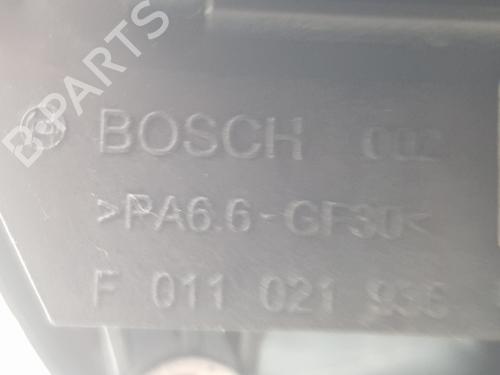 B-PARTS
BOSCH 002
>PA6.6-GF30<
F 011 021 936